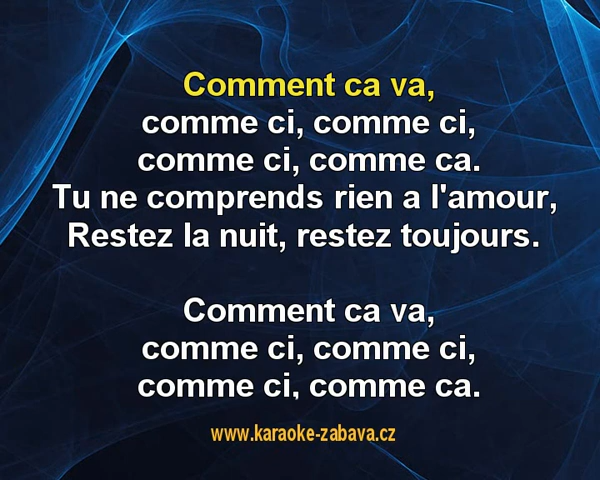 Comment ca va,
comme ci, comme ci,
comme ci, comme ca.
Tu ne comprends rien a l'amour,
Restez la nuit, restez toujours.
Comment ca va,
comme ci, comme ci,
comme ci, comme ca.
www.karaoke-zabava.cz